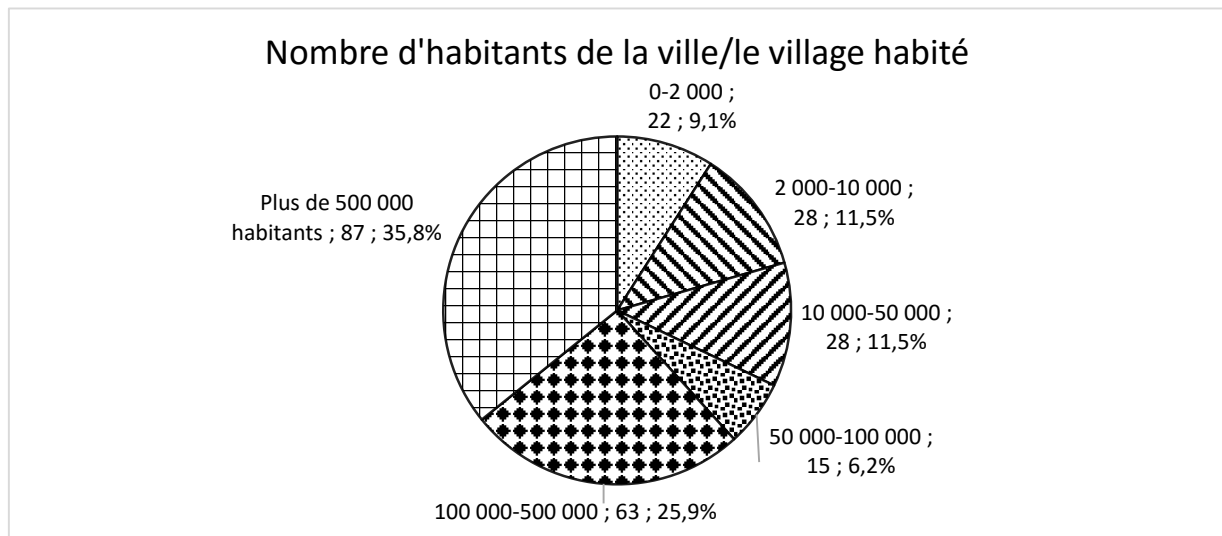 Nombre d'habitants de la ville/le village habité
0-2 000 ;
22 ; 9,1%
2 000-10 000 ;
28 ; 11,5%
10 000-50 000 ;
28 ; 11,5%
50 000-100 000 ;
15 ; 6,2%
100 000-500 000 ; 63 ; 25,9%
Plus de 500 000
habitants ; 87 ; 35,8%